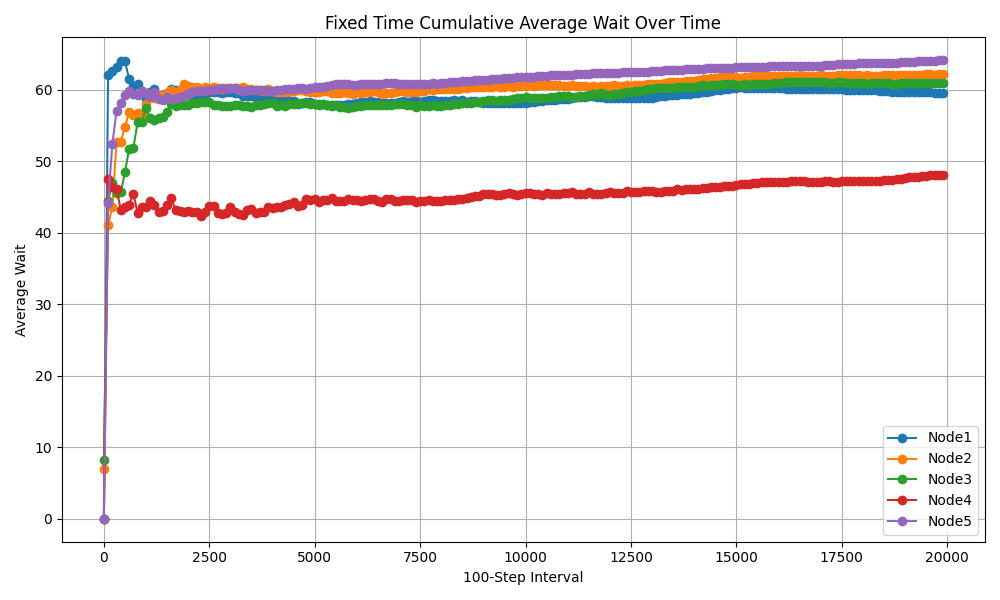 Fixed Time Cumulative Average Wait Over Time
Average Wait
60
50
40
30
20
10
0
0 2500 5000 7500 10000 12500 15000 17500 20000
100-Step Interval
Node1
Node2
Node3
Node4
Node5